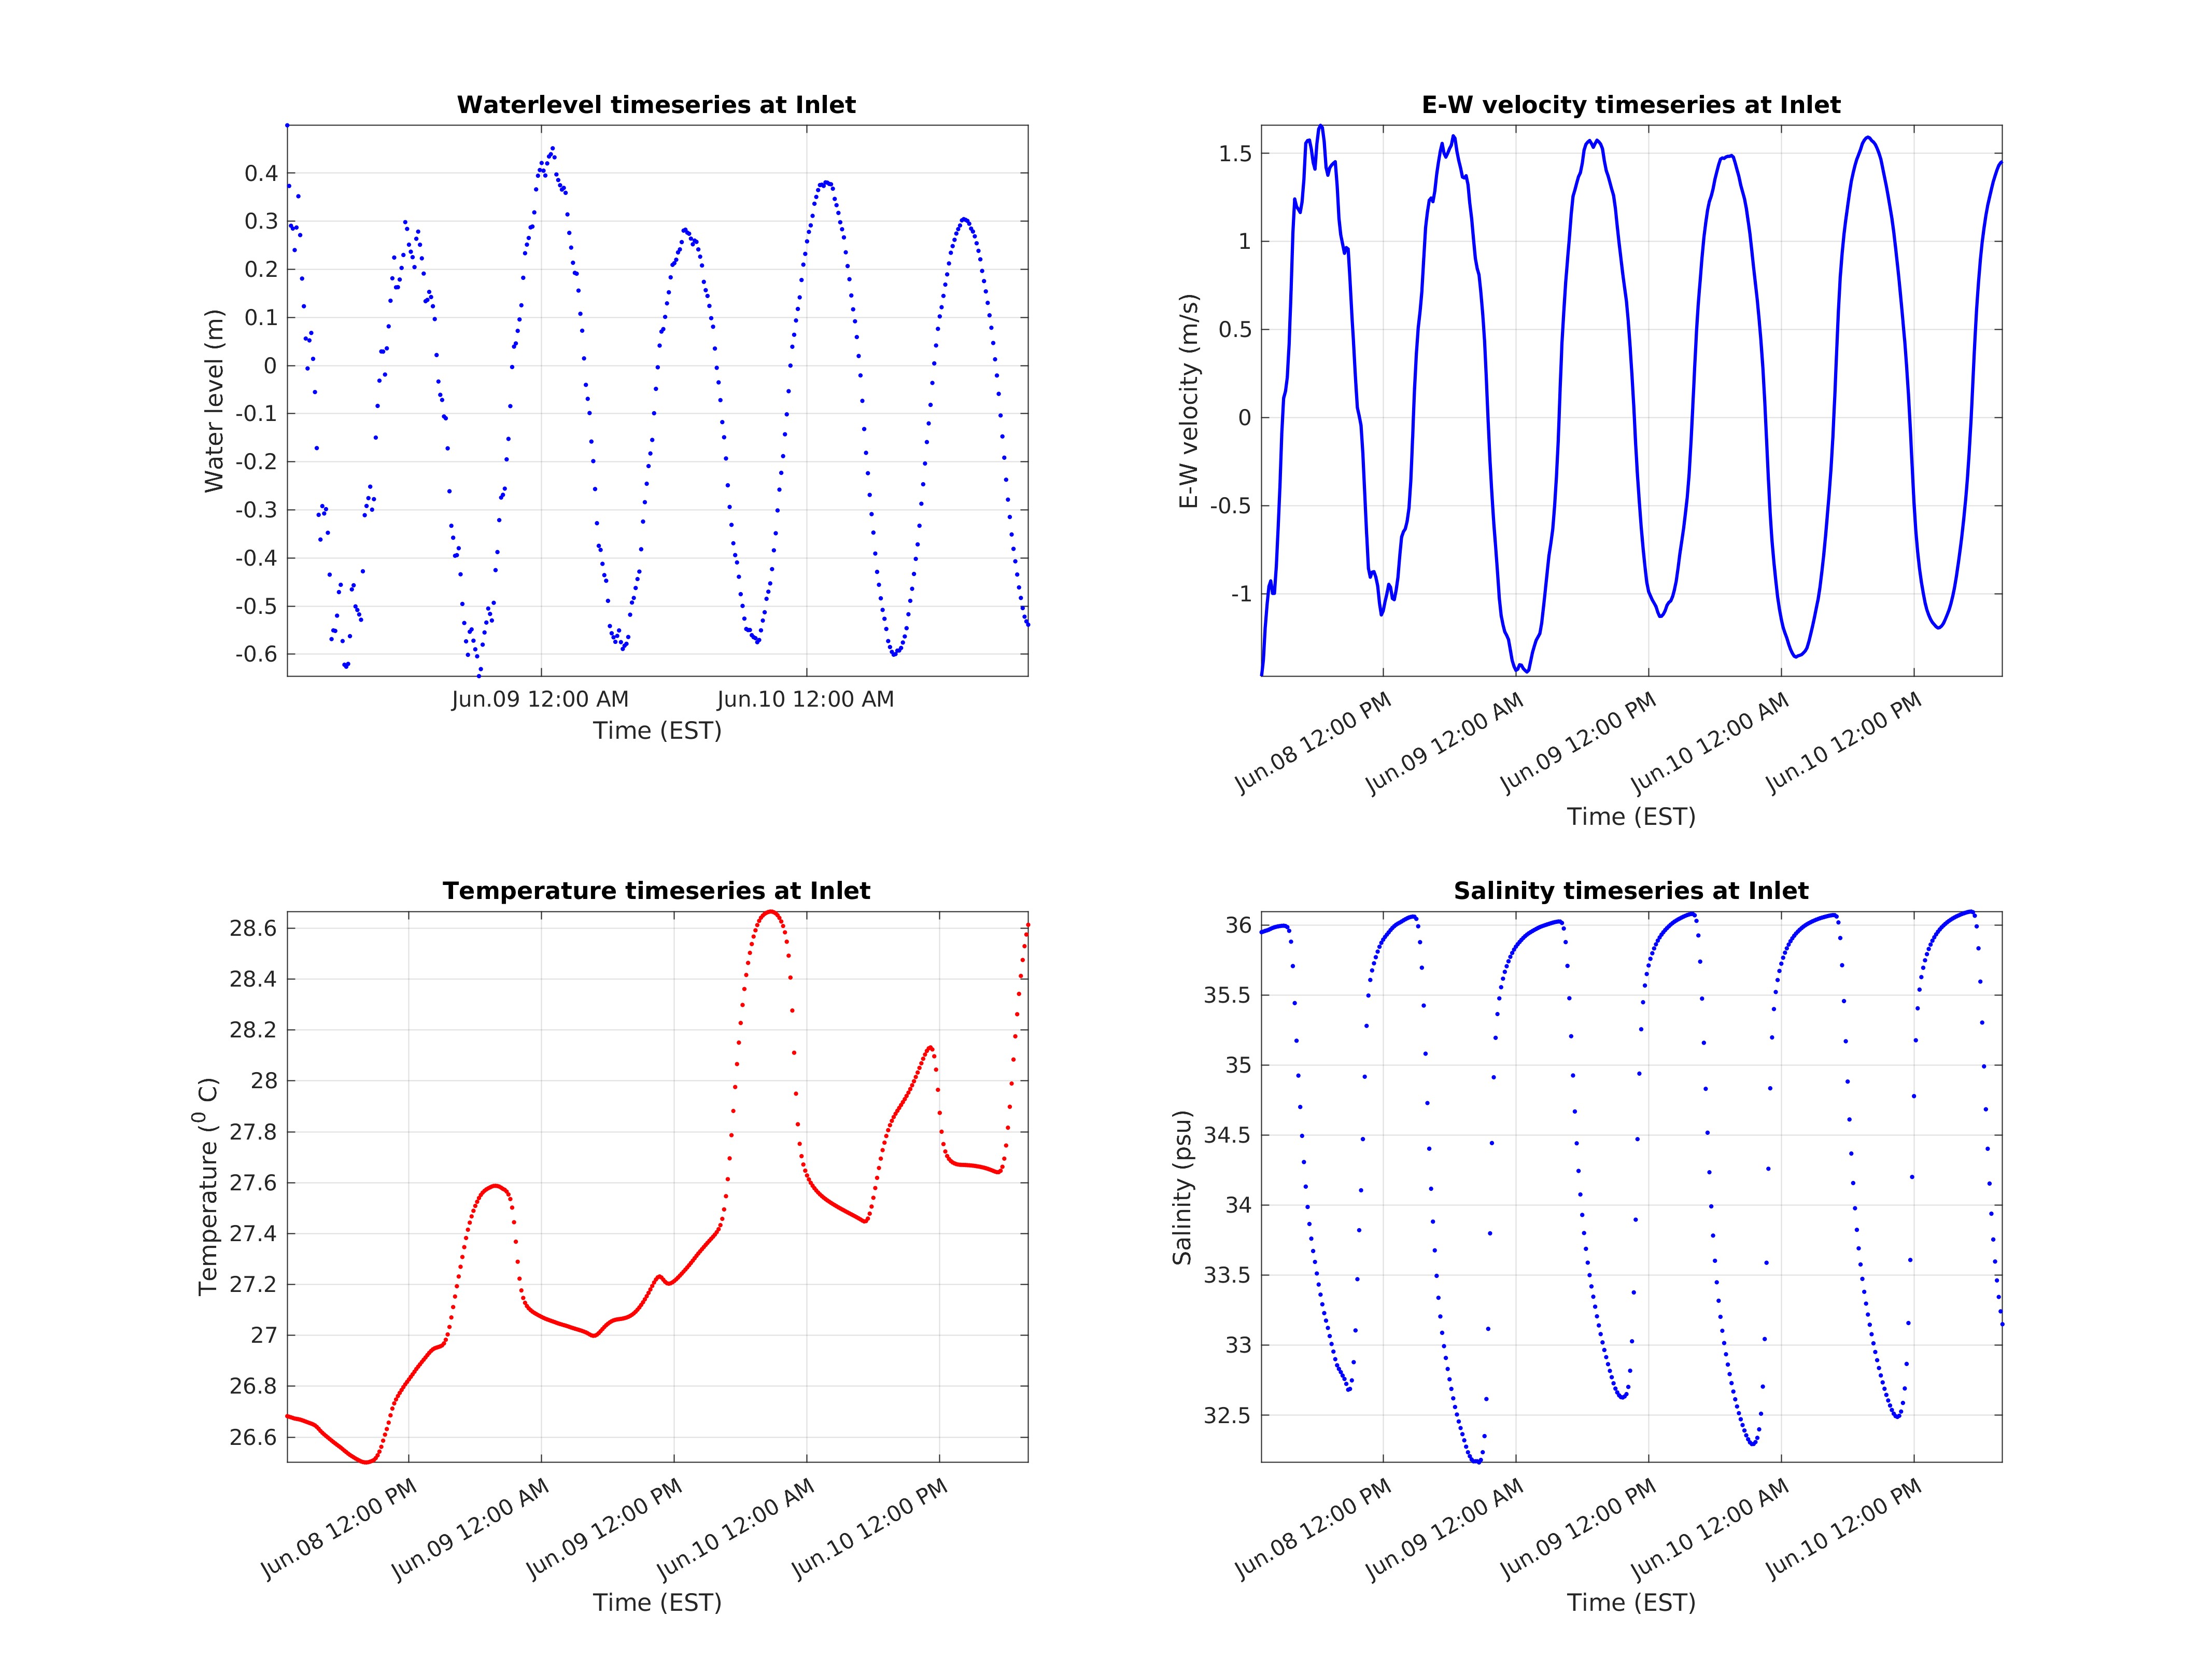 Waterlevel timeseries at Inlet
0.4
0.3
0.2
0.1
0
-0.1
-0.2
-0.3
-0.4
-0.5
-0.6
Water level (m)
Jun.09 12:00 AM
Jun.10 12:00 AM
Time (EST)
E-W velocity timeseries at Inlet
1.5
1
0.5
0
-0.5
-1
E-W velocity (m/s)
Jun.08 12:00 PM
Jun.09 12:00 AM
Jun.09 12:00 PM
Jun.10 12:00 AM
Jun.10 12:00 PM
Time (EST)
Temperature timeseries at Inlet
28.6
28.4
28.2
28
27.8
27.6
27.4
27.2
27
26.8
26.6
Temperature (⁰ C)
Jun.08 12:00 PM
Jun.09 12:00 AM
Jun.09 12:00 PM
Jun.10 12:00 AM
Jun.10 12:00 PM
Time (EST)
Salinity timeseries at Inlet
36
35.5
35
34.5
34
33.5
33
32.5
Salinity (psu)
Jun.08 12:00 PM
Jun.09 12:00 AM
Jun.09 12:00 PM
Jun.10 12:00 AM
Jun.10 12:00 PM
Time (EST)